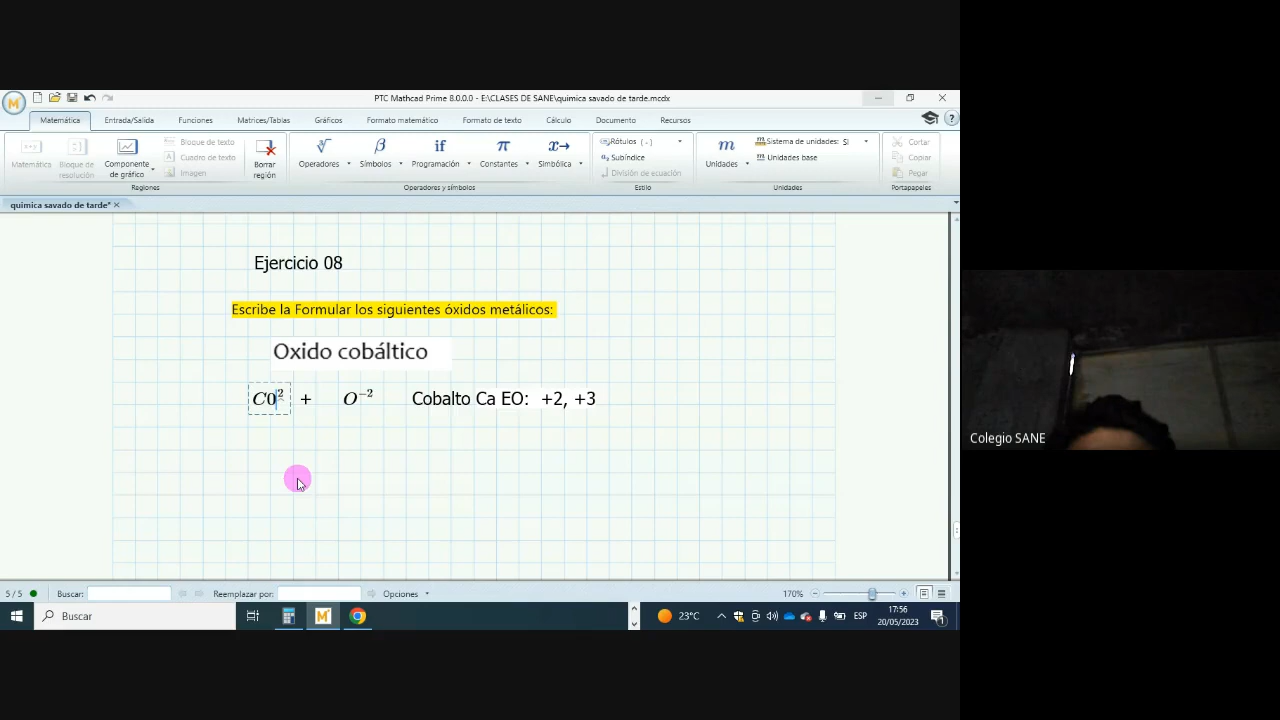 PTC Mathcad Prime 8.0.0.0 - E:\CLASES DE SANE\quimica savado de tarde.mcdx
Matemática Entrada/Salida Funciones Matrices/Tablas Gráficos Formato matemático Formato de texto Cálculo Documento Recursos
Matemática
Bloque de resolución
Componente de gráfico
Bloque de texto
Cuadro de texto
Imagen
Borrar región
Operadores
Símbolos
Programación
Constantes
Simbólica
Rótulos ( - )
Subíndice
División de ecuación
Unidades
Sistema de unidades: SI
Unidades base
Cortar
Copiar
Pegar
Regiones Operadores y símbolos Estilo Unidades Portapapeles
quimica savado de tarde*
Ejercicio 08
Escribe la Formular los siguientes óxidos metálicos:
Oxido cobáltico
C0² + O⁻² Cobalto Ca EO: +2, +3
Colegio SANE
5 / 5 Buscar: Reemplazar por: Opciones 170%
Buscar 23°C ESP 17:56
20/05/2023